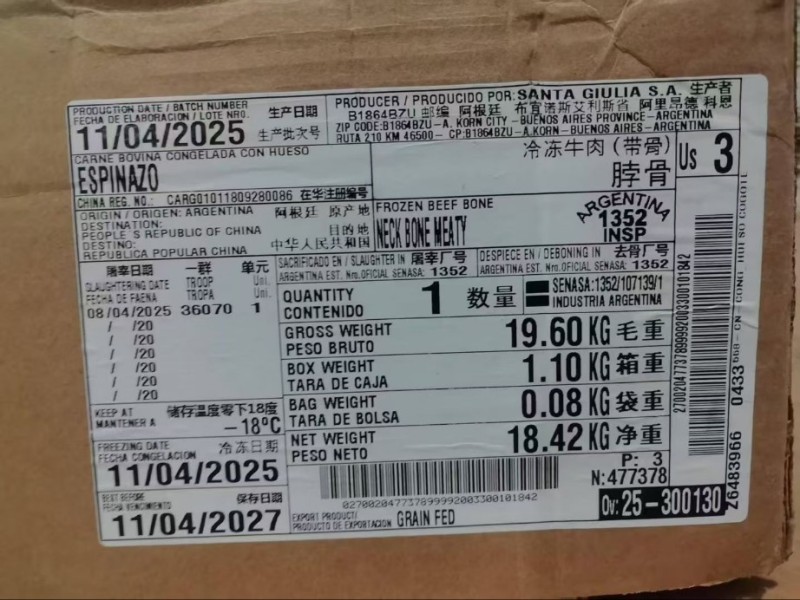 PRODUCTION DATE / BATCH NUMBER
FECHA DE ELABORACION / LOTE NRO.
生产日期
11/04/2025 生产批次号
PRODUCER / PRODUCIDO POR: SANTA GIULIA S.A. 生产者
B1864BZU 邮编 阿根廷 布宜诺斯艾利斯省 阿里昂德 科恩
ZIP CODE:B1864BZU-A. KORN CITY -BUENOS AIRES PROVINCE-ARGENTINA
RUTA 210 KM 46500- CP:B1864BZU-A.KORN - BUENOS AIRES - ARGENTINA
CARNE BOVINA CONGELADA CON HUESO
ESPINAZO
冷冻牛肉 (带骨)
脖骨
Us 3
CHINA REG. NO.: CARG01011809280086 在华注册编号
ORIGIN / ORIGEN: ARGENTINA 阿根廷 原产地
DESTINATION: 目的地
PEOPLE´S REPUBLIC OF CHINA
DESTINO: 中华人民共和国
REPUBLICA POPULAR CHINA
FROZEN BEEF BONE
NECK BONE MEATY
ARGENTINA
1352
INSP
屠宰日期 一群 单元
SLAUGHTERING DATE TROOP Uni.
FECHA DE FAENA TROPA Uni.
08/04/2025 36070 1
/ /20
/ /20
/ /20
/ /20
/ /20
/ /20
SACRIFICADO EN / SLAUGHTER IN 屠宰厂号
ARGENTINA EST. Nro.OFICIAL SENASA: 1352
DESPIECE EN / DEBONING IN 去骨厂号
ARGENTINA EST. Nro.OFICIAL SENASA: 1352
QUANTITY
CONTENIDO
1 数量
SENASA:1352/107139/1
INDUSTRIA ARGENTINA
GROSS WEIGHT
PESO BRUTO
19.60 KG 毛重
BOX WEIGHT
TARA DE CAJA
1.10 KG 箱重
BAG WEIGHT
TARA DE BOLSA
0.08 KG 袋重
NET WEIGHT
PESO NETO
18.42 KG 净重
KEEP AT 储存温度零下18度
MANTENER A -18ºC
FREEZING DATE 冷冻日期
FECHA CONGELACION
11/04/2025
BEST BEFORE 保存日期
FECHA VENCIMIENTO
11/04/2027
P: 3
N:477378
Ov: 25-300130
027002047737899992003300101842
EXPORT PRODUCT/
PRODUCTO DE EXPORTACION GRAIN FED
270020477378999920033000101842
0433
Z6483966